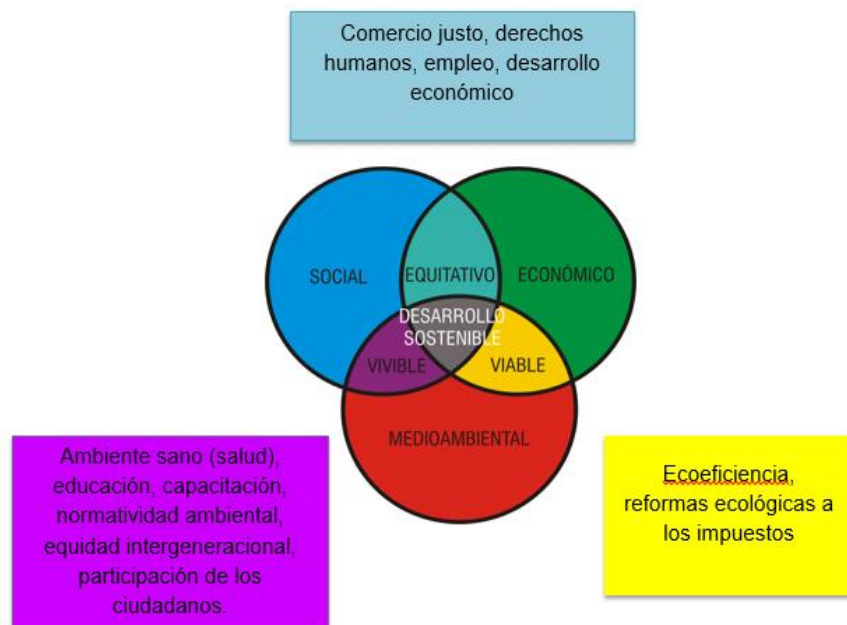 Comercio justo, derechos
humanos, empleo, desarrollo
económico
SOCIAL
EQUITATIVO
ECONÓMICO
DESARROLLO
SOSTENIBLE
VIVIBLE
VIABLE
MEDIOAMBIENTAL
Ambiente sano (salud),
educación, capacitación,
normatividad ambiental,
equidad intergeneracional,
participación de los
ciudadanos.
Ecoeficiencia,
reformas ecológicas a
los impuestos